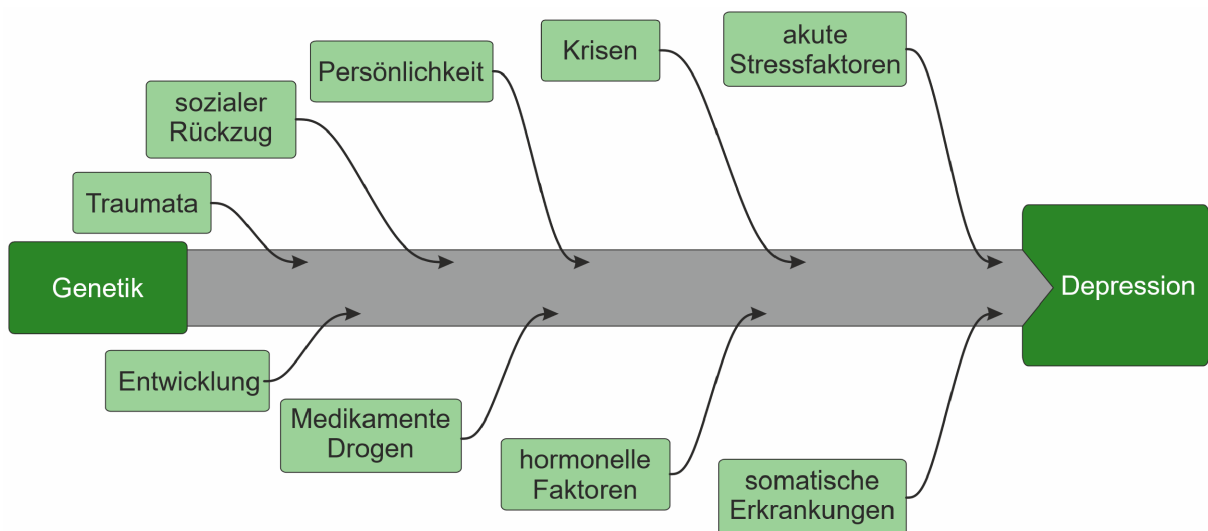 akute
Stressfaktoren
Krisen
Persönlichkeit
sozialer
Rückzug
Traumata
Genetik
Depression
Entwicklung
Medikamente
Drogen
hormonelle
Faktoren
somatische
Erkrankungen